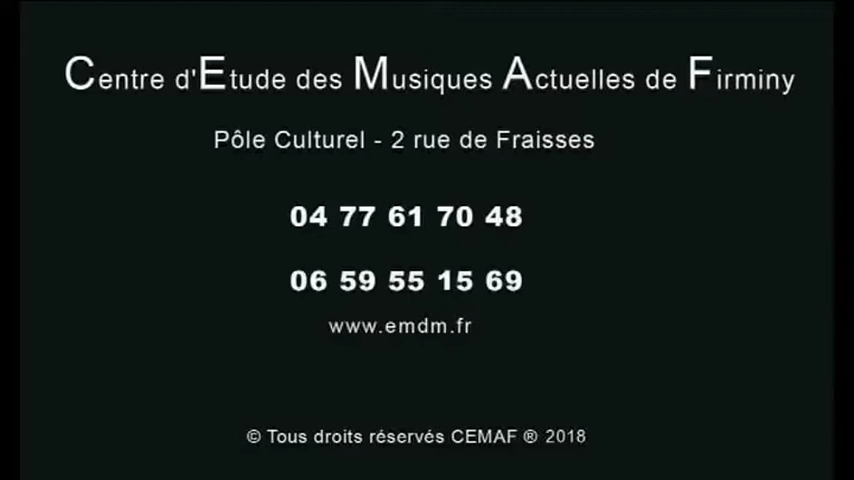 Centre d'Etude des Musiques Actuelles de Firminy
Pôle Culturel - 2 rue de Fraisses
04 77 61 70 48
06 59 55 15 69
www.emdm.fr
© Tous droits réservés CEMAF ® 2018